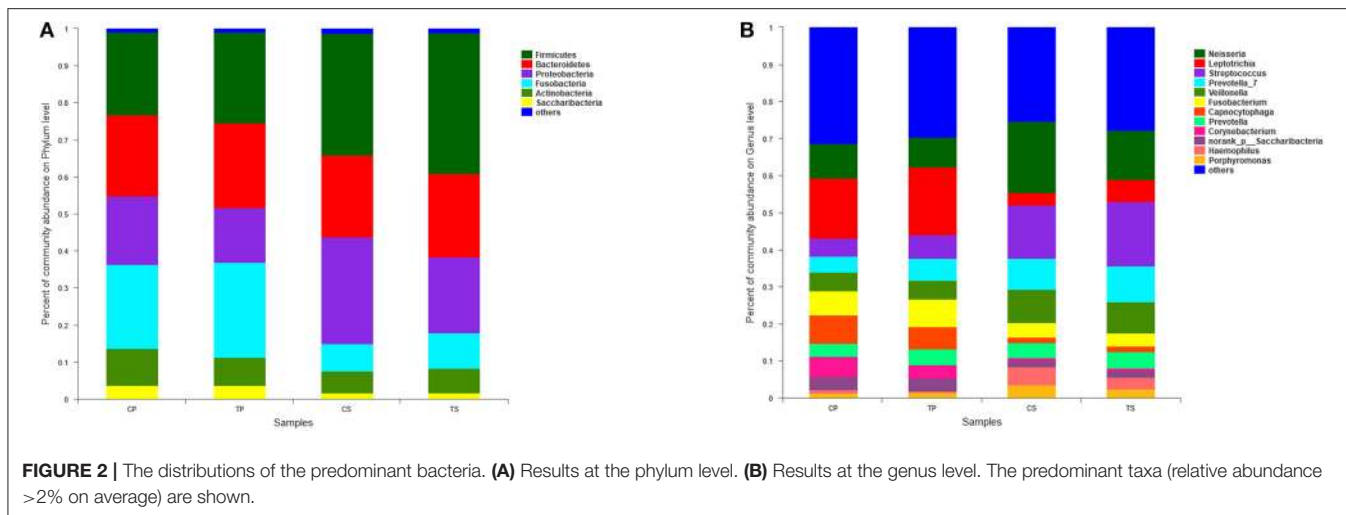 A
Percent of community abundance on Phylum level
1
0.9
0.8
0.7
0.6
0.5
0.4
0.3
0.2
0.1
0
CP TP CS TS
Samples
Firmicutes
Bacteroidetes
Proteobacteria
Fusobacteria
Actinobacteria
Saccharibacteria
others
B
Percent of community abundance on Genus level
1
0.9
0.8
0.7
0.6
0.5
0.4
0.3
0.2
0.1
0
CP TP CS TS
Samples
Neisseria
Leptotrichia
Streptococcus
Prevotella_7
Veillonella
Fusobacterium
Capnocytophaga
Prevotella
Corynebacterium
norank_p__Saccharibacteria
Haemophilus
Porphyromonas
others
FIGURE 2 | The distributions of the predominant bacteria. (A) Results at the phylum level. (B) Results at the genus level. The predominant taxa (relative abundance
>2% on average) are shown.